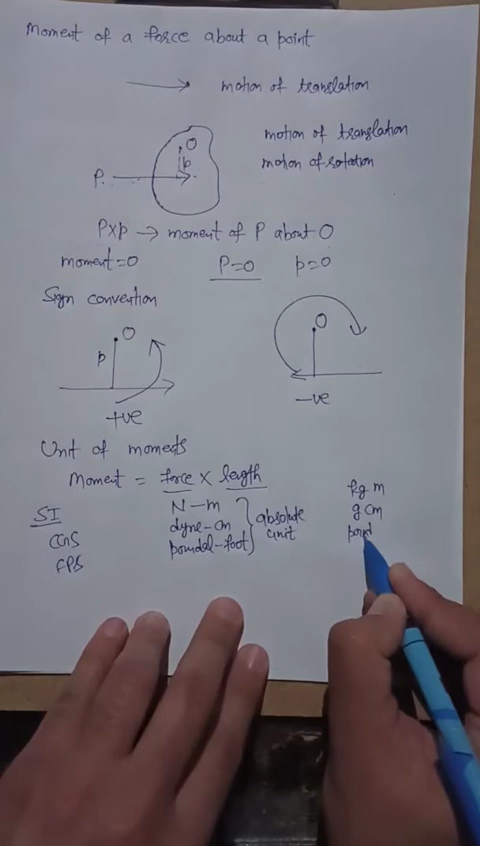 Moment of a force about a point
motion of translation
O
p
P
motion of translation
motion of rotation
P×p → moment of P about O
moment=0 P=0 p=0
Sign convention
O
p
+ve
O
-ve
Unit of moments
Moment = force × length
SI N-m
CGS dyne-cm
FPS poundal-foot
absolute
unit
kg m
g cm